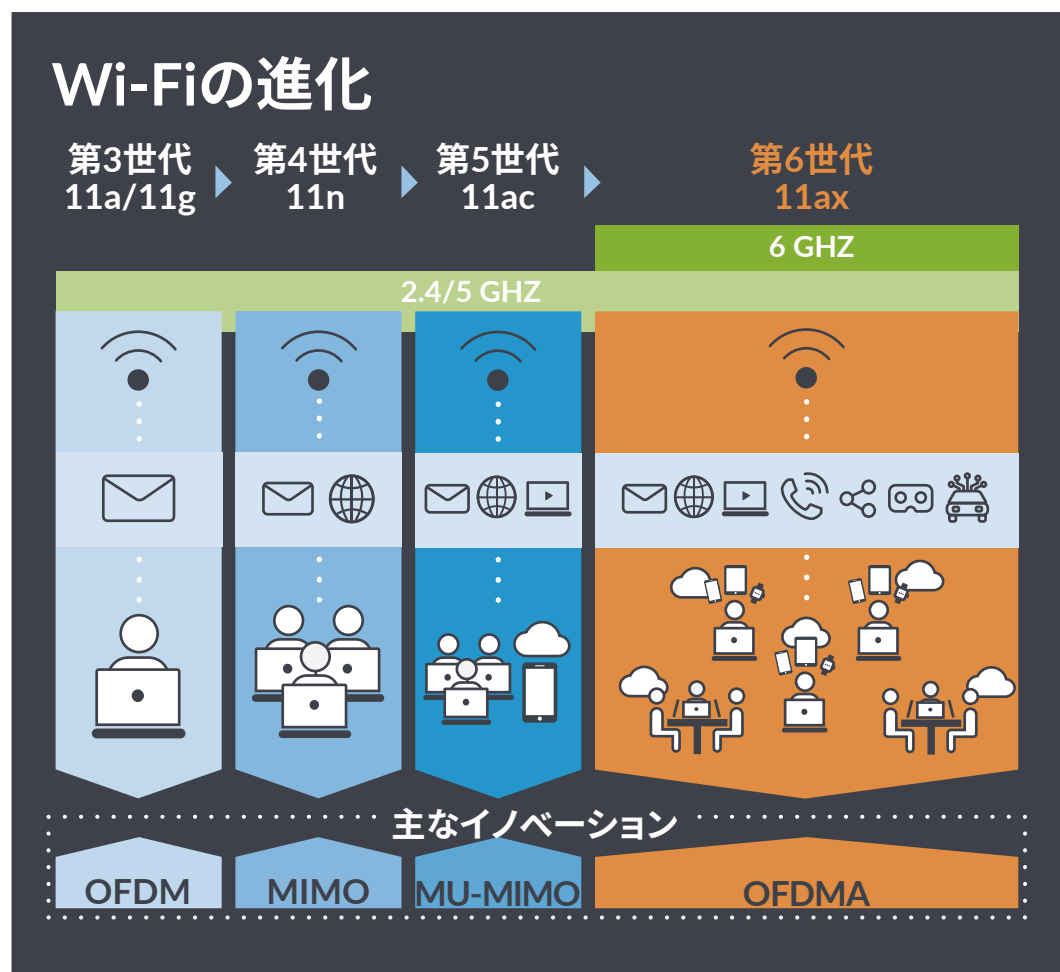 Wi-Fiの進化
第3世代
11a/11g
第4世代
11n
第5世代
11ac
第6世代
11ax
6 GHZ
2.4/5 GHZ
主なイノベーション
OFDM
MIMO
MU-MIMO
OFDMA